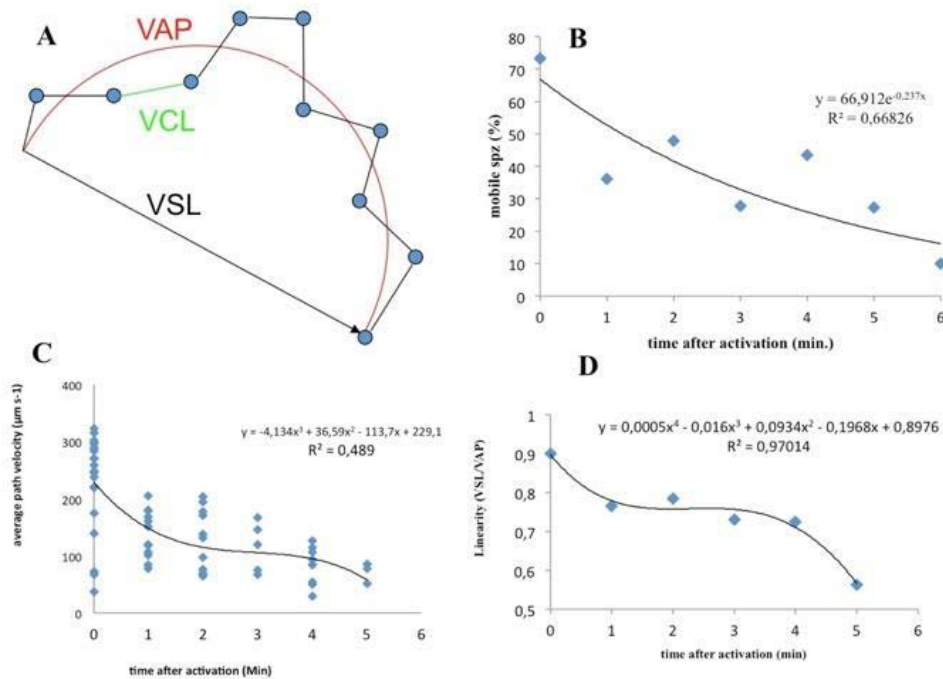 A
VAP
VCL
VSL
B
mobile spz (%)
80
70
60
50
40
30
20
10
0
y = 66,912e-0,237x
R² = 0,66826
0 1 2 3 4 5 6
time after activation (min.)
C
average path velocity (µm s-1)
400
300
200
100
0
y = -4,134x³ + 36,59x² - 113,7x + 229,1
R² = 0,489
0 1 2 3 4 5 6
time after activation (Min)
D
Linearity (VSL/VAP)
1
0,9
0,8
0,7
0,6
0,5
y = 0,0005x⁴ - 0,016x³ + 0,0934x² - 0,1968x + 0,8976
R² = 0,97014
0 1 2 3 4 5 6
time after activation (min)